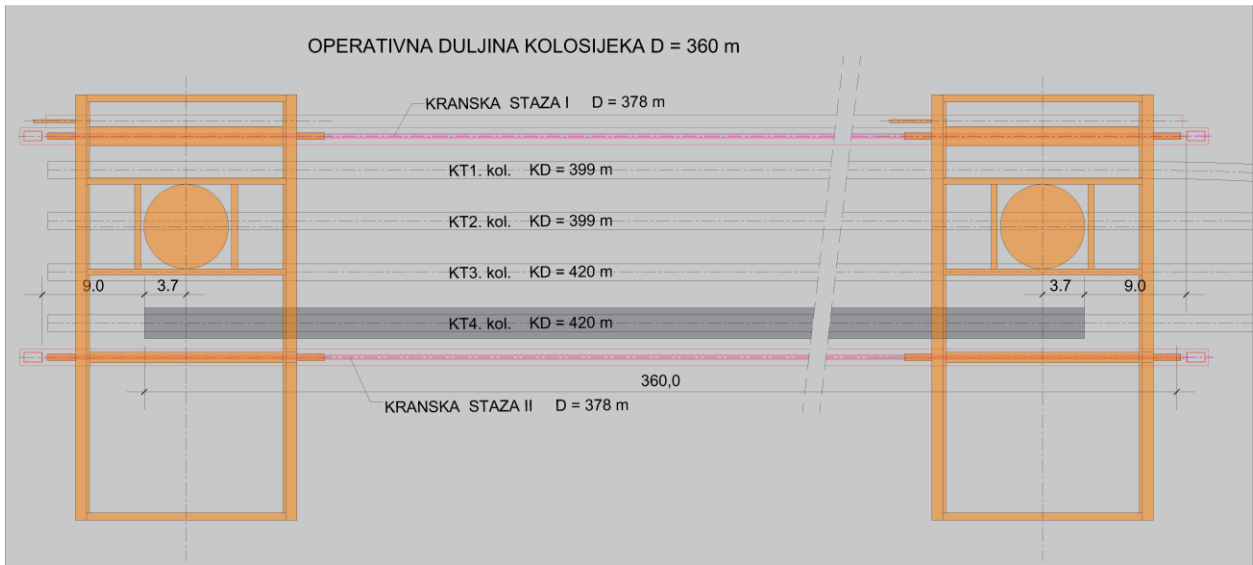 OPERATIVNA DULJINA KOLOSIJEKA D = 360 m
KRANSKA STAZA I D = 378 m
KT1. kol. KD = 399 m
KT2. kol. KD = 399 m
KT3. kol. KD = 420 m
9.0 3.7 3.7 9.0
KT4. kol. KD = 420 m
360,0
KRANSKA STAZA II D = 378 m